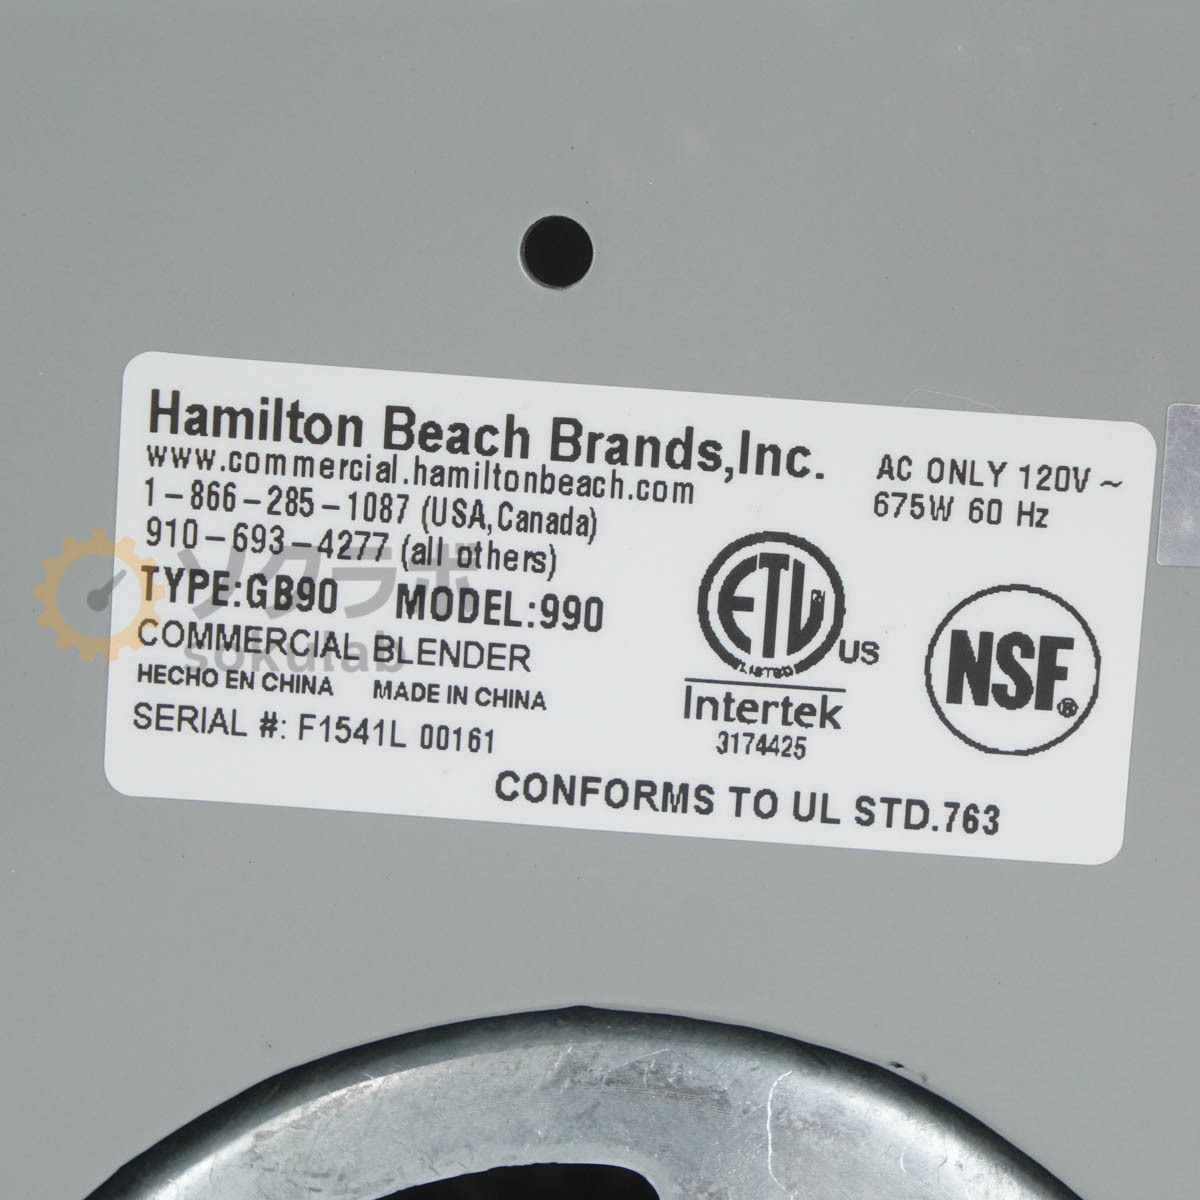 Hamilton Beach Brands,Inc.
www.commercial.hamiltonbeach.com
1-866-285-1087 (USA,Canada)
910-693-4277 (all others)
TYPE:GB90 MODEL:990
COMMERCIAL BLENDER
HECHO EN CHINA MADE IN CHINA
SERIAL #: F1541L 00161
AC ONLY 120V ~
675W 60 Hz
ETL
LISTED
US
Intertek
3174425
NSF®
CONFORMS TO UL STD.763
ソクラボ
sokulab